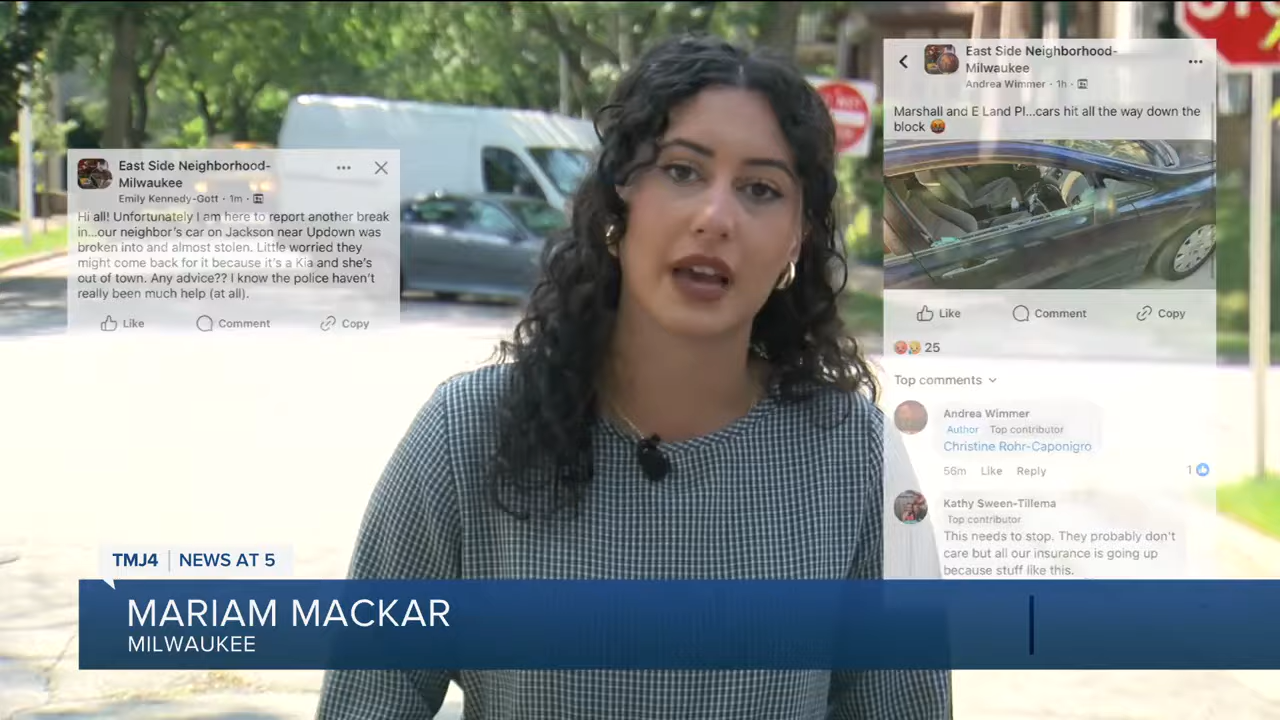 East Side Neighborhood-
Milwaukee
Emily Kennedy-Gott · 1m ·
Hi all! Unfortunately I am here to report another break
in...our neighbor's car on Jackson near Updown was
broken into and almost stolen. Little worried they
might come back for it because it's a Kia and she's
out of town. Any advice?? I know the police haven't
really been much help (at all).
Like Comment Copy
East Side Neighborhood-
Milwaukee
Andrea Wimmer · 1h ·
Marshall and E Land Pl...cars hit all the way down the
block 🤬
Like Comment Copy
25
Top comments
Andrea Wimmer
Author Top contributor
Christine Rohr-Caponigro
56m Like Reply 1
Kathy Sween-Tillema
Top contributor
This needs to stop. They probably don't
care but all our insurance is going up
because stuff like this.
TMJ4 | NEWS AT 5
MARIAM MACKAR
MILWAUKEE